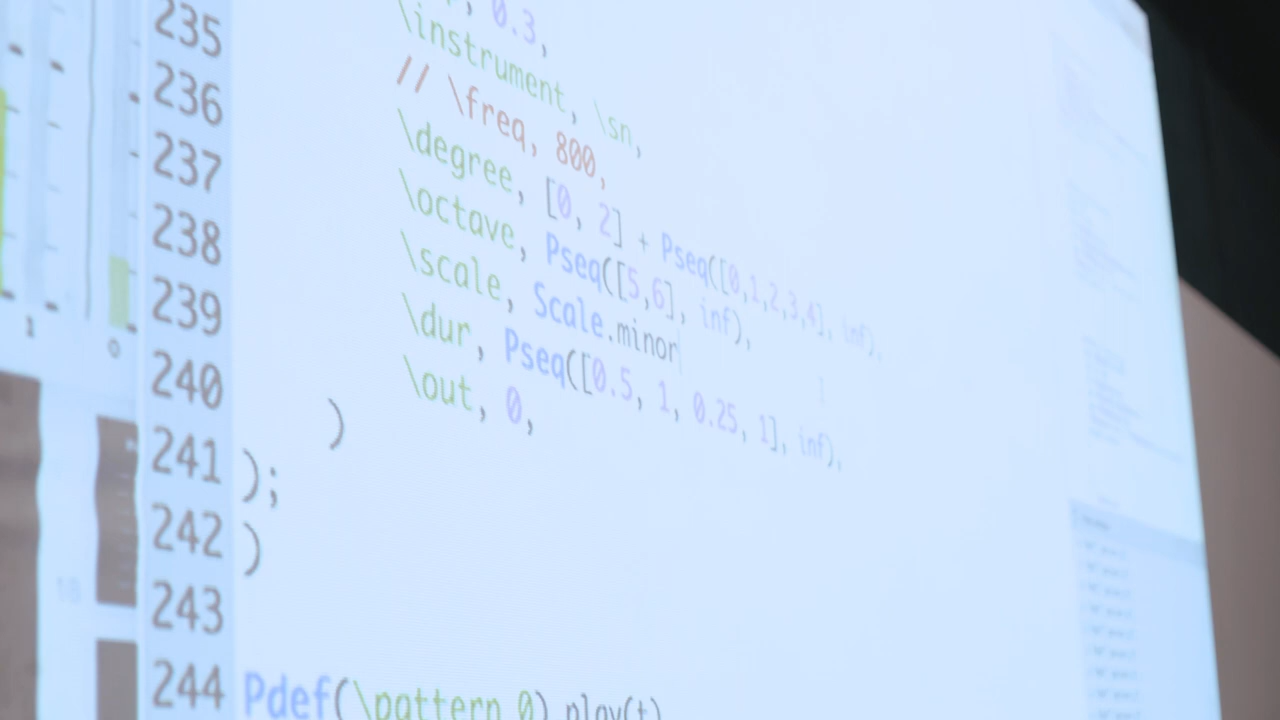 , 0.3,
\instrument, \sn,
// \freq, 800,
235 \degree, [0, 2] + Pseq([0,1,2,3,4], inf),
236 \octave, Pseq([5,6], inf),
237 \scale, Scale.minor
238 \dur, Pseq([0.5, 1, 0.25, 1], inf),
239 \out, 0,
240 )
241 );
242 )
243
244 Pdef(\pattern_0).play(t)
1 0